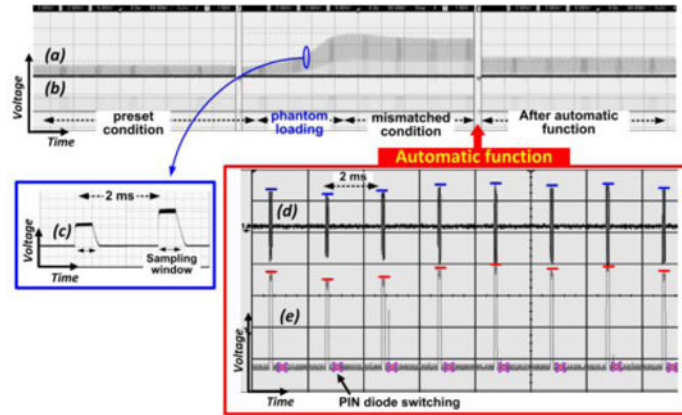 (a)
Voltage
(b)
preset condition
phantom loading
mismatched condition
After automatic function
Time
Automatic function
2 ms
(c)
Voltage
Sampling window
Time
2 ms
(d)
(e)
Voltage
PIN diode switching
Time